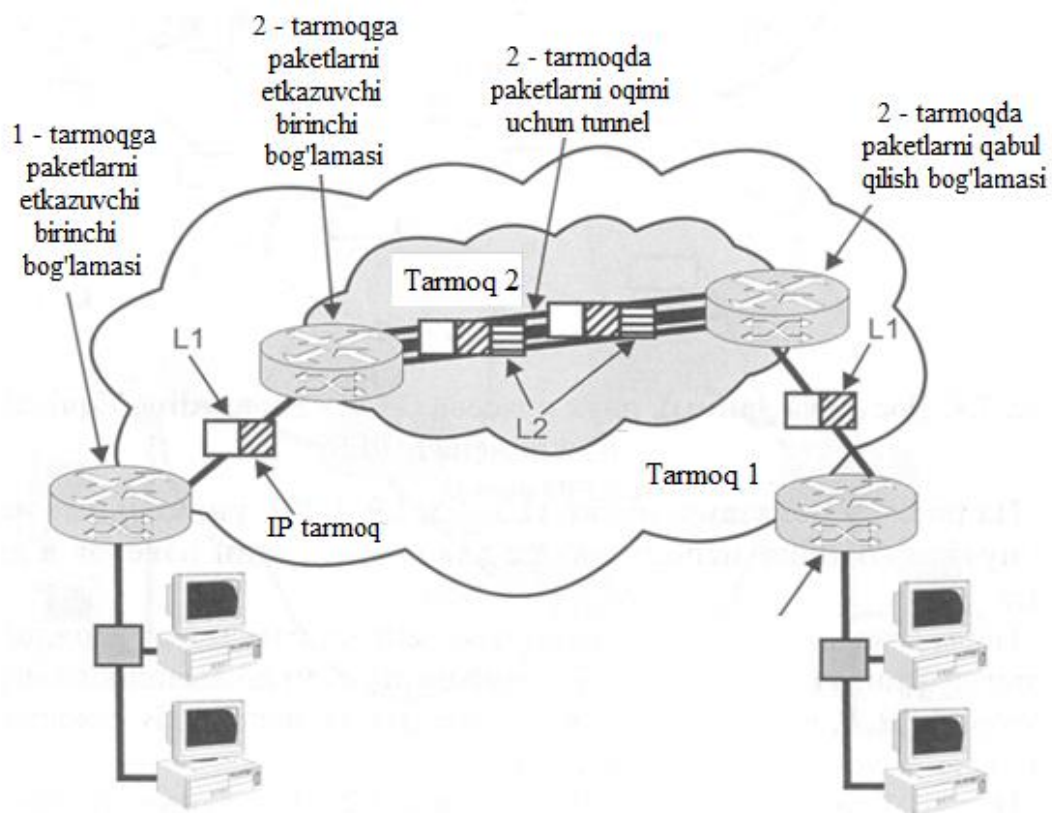 2 - tarmoqga
paketlarni
etkazuvchi
birinchi
bog'lamasi
2 - tarmoqda
paketlarni oqimi
uchun tunnel
1 - tarmoqga
paketlarni
etkazuvchi
birinchi
bog'lamasi
2 - tarmoqda
paketlarni qabul
qilish bog'lamasi
Tarmoq 2
L1
L1
L2
Tarmoq 1
IP tarmoq